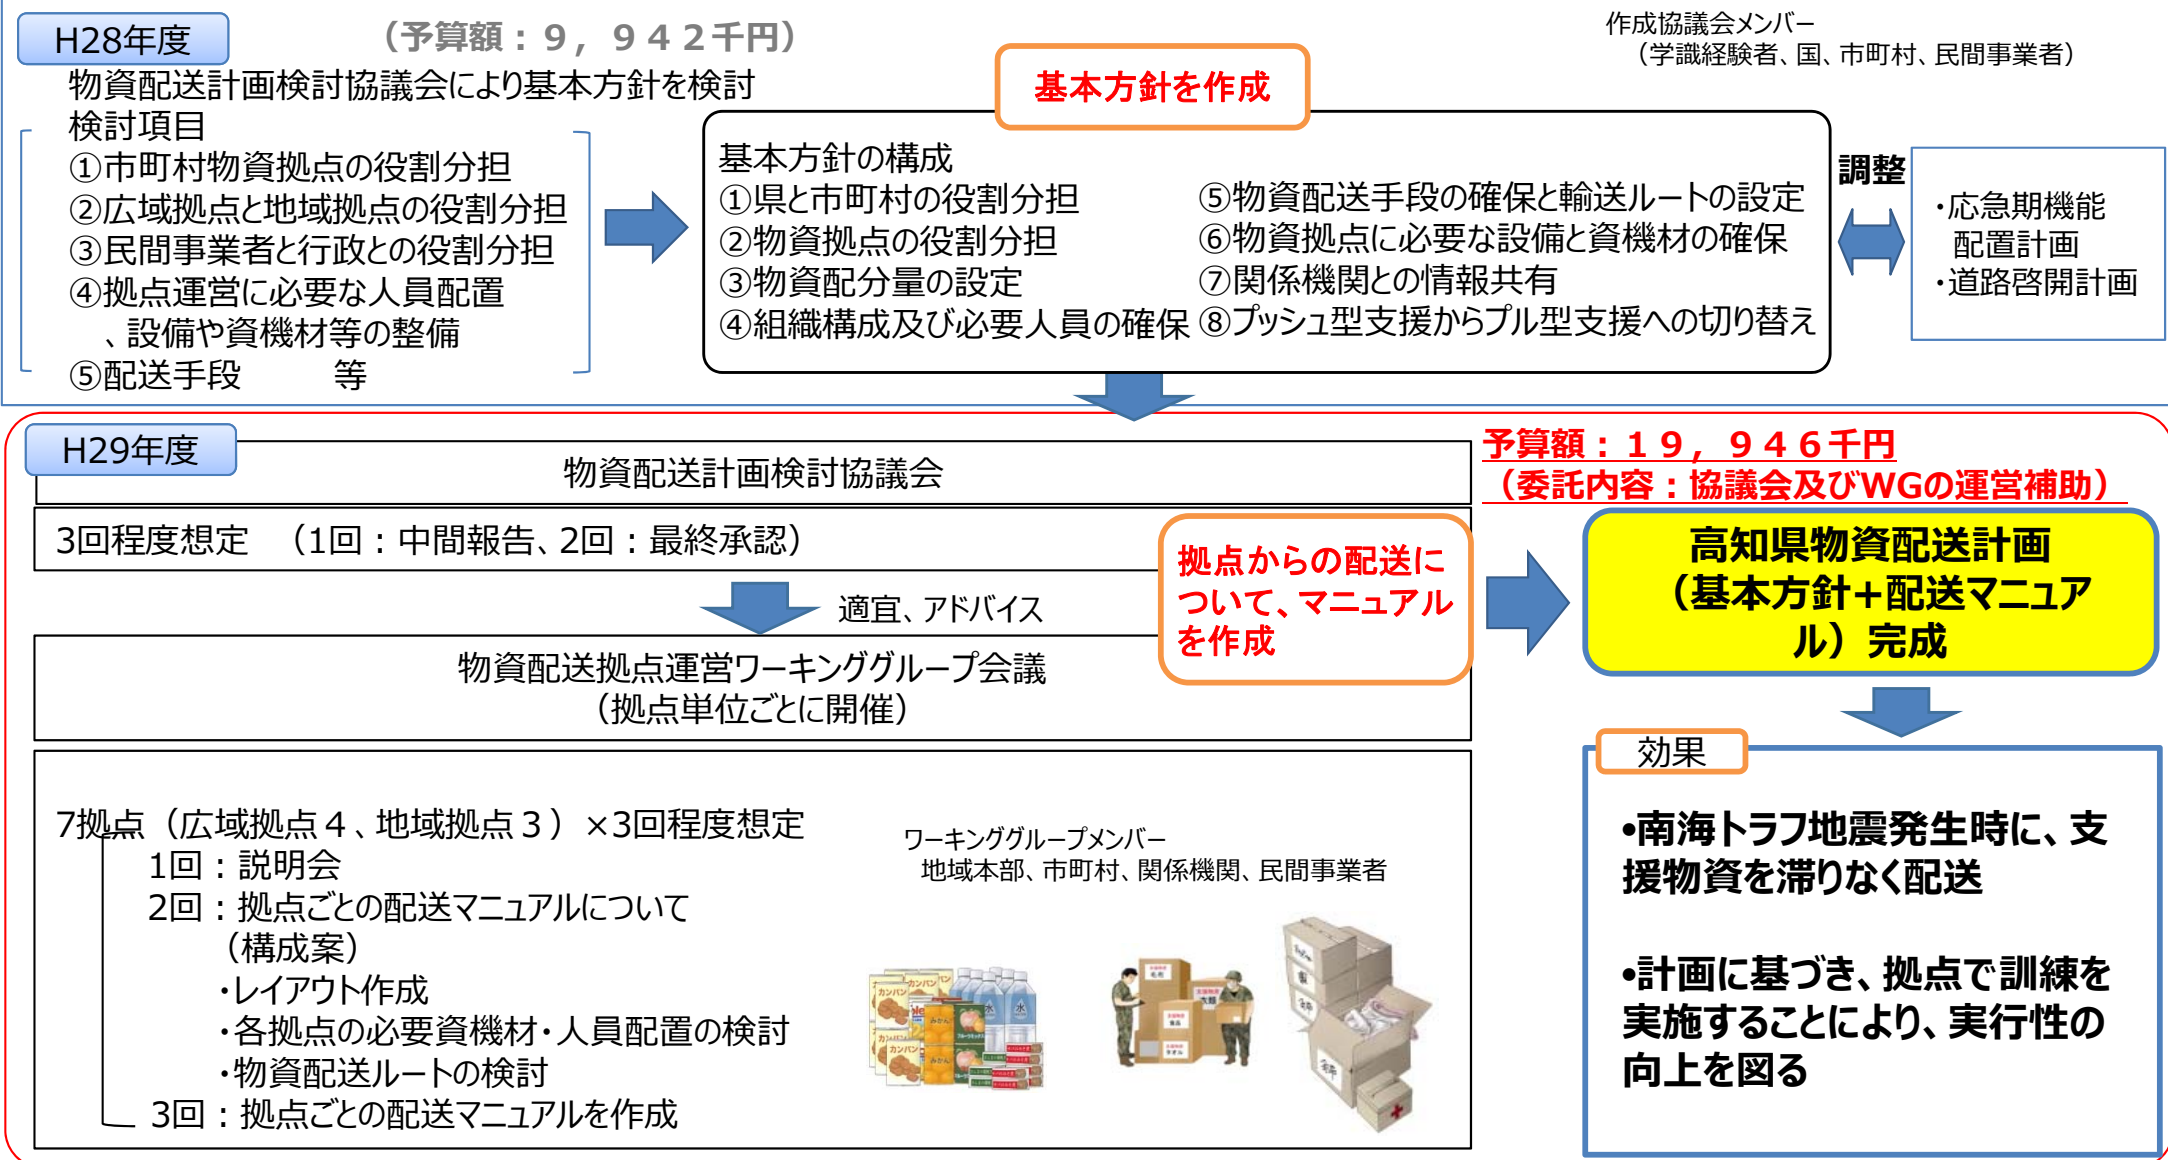 H28年度
（予算額：９，９４２千円）
作成協議会メンバー
（学識経験者、国、市町村、民間事業者）
物資配送計画検討協議会により基本方針を検討
検討項目
①市町村物資拠点の役割分担
②広域拠点と地域拠点の役割分担
③民間事業者と行政との役割分担
④拠点運営に必要な人員配置
、設備や資機材等の整備
⑤配送手段　　等
基本方針を作成
基本方針の構成
①県と市町村の役割分担
②物資拠点の役割分担
③物資配分量の設定
④組織構成及び必要人員の確保
⑤物資配送手段の確保と輸送ルートの設定
⑥物資拠点に必要な設備と資機材の確保
⑦関係機関との情報共有
⑧プッシュ型支援からプル型支援への切り替え
調整
・応急期機能
配置計画
・道路啓開計画
H29年度
物資配送計画検討協議会
予算額：１９，９４６千円
（委託内容：協議会及びWGの運営補助）
3回程度想定　（1回：中間報告、2回：最終承認）
適宜、アドバイス
拠点からの配送に
ついて、マニュアル
を作成
物資配送拠点運営ワーキンググループ会議
（拠点単位ごとに開催）
高知県物資配送計画
（基本方針+配送マニュア
ル）完成
7拠点（広域拠点４、地域拠点３）×3回程度想定
1回：説明会
2回：拠点ごとの配送マニュアルについて
（構成案）
・レイアウト作成
・各拠点の必要資機材・人員配置の検討
・物資配送ルートの検討
3回：拠点ごとの配送マニュアルを作成
ワーキンググループメンバー
地域本部、市町村、関係機関、民間事業者
カンパン
カンパン
カンパン
みかん
みかん
水
水
毛布
衣類
食品
タオル
効果
•南海トラフ地震発生時に、支
援物資を滞りなく配送
•計画に基づき、拠点で訓練を
実施することにより、実行性の
向上を図る